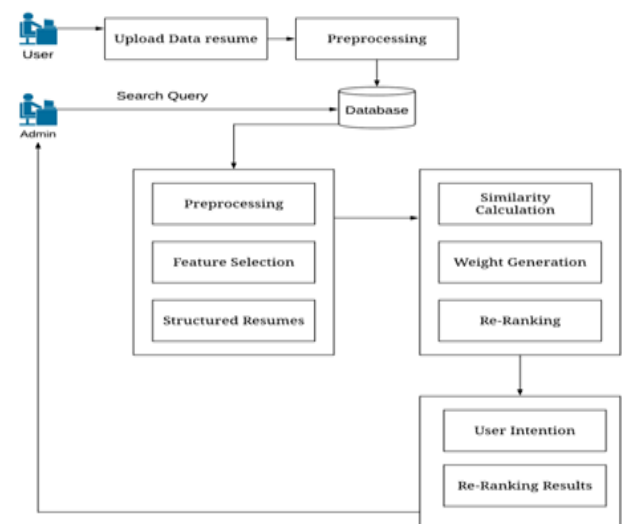 User
Upload Data resume
Preprocessing
Admin
Search Query
Database
Preprocessing
Feature Selection
Structured Resumes
Similarity
Calculation
Weight Generation
Re-Ranking
User Intention
Re-Ranking Results